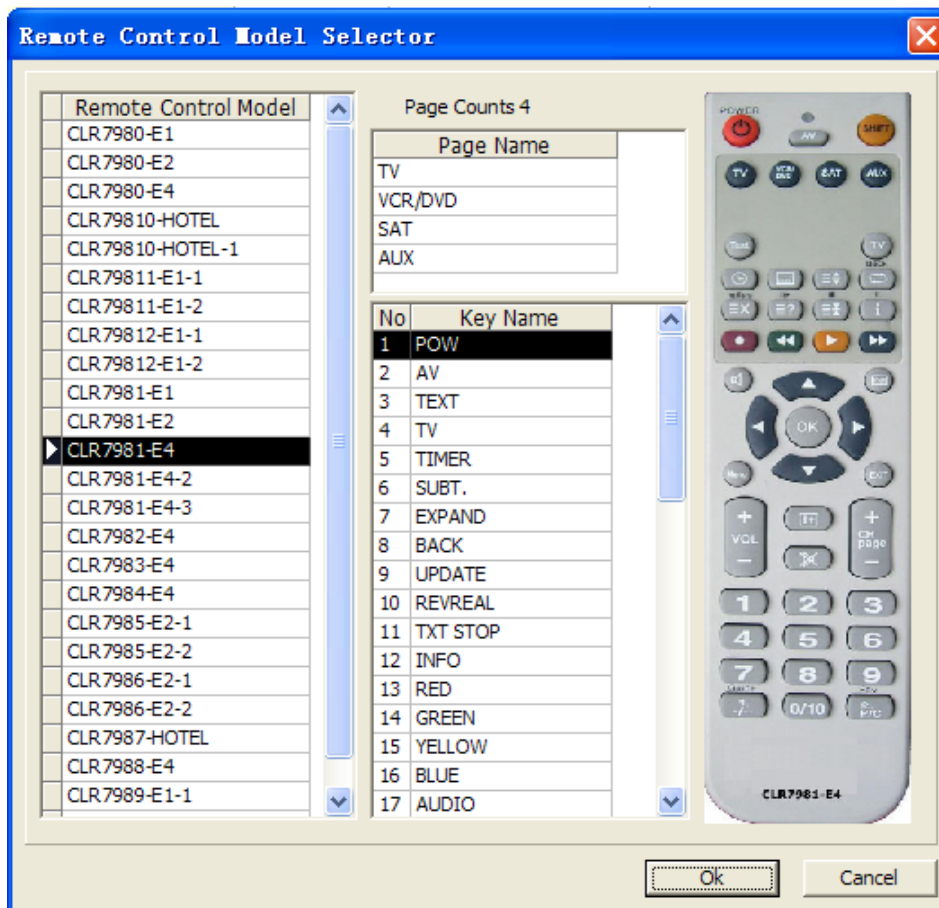 Remote Control Model Selector
Remote Control Model
CLR7980-E1
CLR7980-E2
CLR7980-E4
CLR79810-HOTEL
CLR79810-HOTEL-1
CLR79811-E1-1
CLR79811-E1-2
CLR79812-E1-1
CLR79812-E1-2
CLR7981-E1
CLR7981-E2
CLR7981-E4
CLR7981-E4-2
CLR7981-E4-3
CLR7982-E4
CLR7983-E4
CLR7984-E4
CLR7985-E2-1
CLR7985-E2-2
CLR7986-E2-1
CLR7986-E2-2
CLR7987-HOTEL
CLR7988-E4
CLR7989-E1-1
Page Counts 4
Page Name
TV
VCR/DVD
SAT
AUX
No Key Name
1 POW
2 AV
3 TEXT
4 TV
5 TIMER
6 SUBT.
7 EXPAND
8 BACK
9 UPDATE
10 REVREAL
11 TXT STOP
12 INFO
13 RED
14 GREEN
15 YELLOW
16 BLUE
17 AUDIO
POWER
AV SHIFT
TV VCR/DVD SAT AUX
Text TV
OK
Menu EXIT
+ +
VOL CH page
- -
1 2 3
4 5 6
7 8 9
0/10 P/C
CLR7981-E4
Ok Cancel